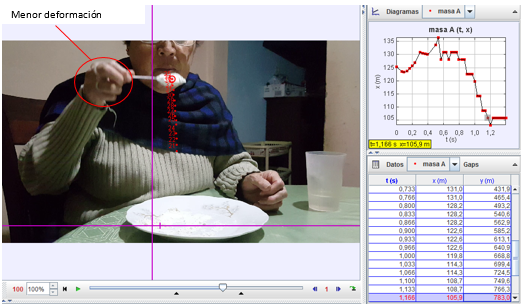 Menor deformación
Diagramas masa A
masa A (t, x)
x (m)
135
130
125
120
115
110
105
0 0,2 0,4 0,6 0,8 1,0 1,2 1,4
t (s)
t=1,166 s x=105,9 m
Datos masa A Gaps
t (s) x (m) y (m)
0,733 131,0 431,9
0,766 131,0 465,4
0,800 128,2 493,2
0,833 128,2 540,6
0,866 128,2 562,9
0,900 122,6 585,2
0,933 122,6 613,1
0,966 122,6 640,9
1,000 119,8 668,8
1,033 114,3 699,4
1,066 114,3 724,5
1,100 108,7 749,6
1,133 108,7 766,3
1,166 105,9 783,0
100 100% 1